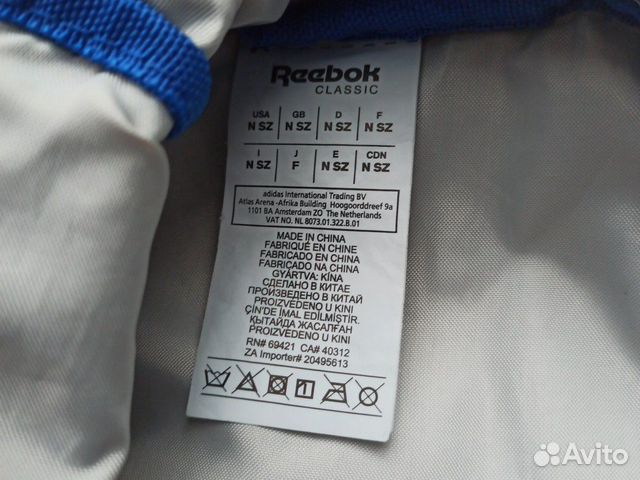 Reebok
CLASSIC
USA GB D F
N SZ N SZ N SZ N SZ
I J E CDN
N SZ F N SZ N SZ
adidas International Trading BV
Atlas Arena -Afrika Building Hoogoorddreef 9a
1101 BA Amsterdam ZO The Netherlands
VAT NO. NL 8073.01.322.B.01
MADE IN CHINA
FABRIQUÉ EN CHINE
FABRICADO EN CHINA
FABRICADO NA CHINA
GYÁRTVA: KÍNA
СДЕЛАНО В КИТАЕ
ПРОИЗВЕДЕНО В КИТАЙ
PROIZVEDENO U KINI
ÇİN'DE İMAL EDİLMİŞTİR.
ҚЫТАЙДА ЖАСАЛҒАН
PROIZVEDENO U KINI
RN# 69421 CA# 40312
ZA Importer# 20495613
Avito